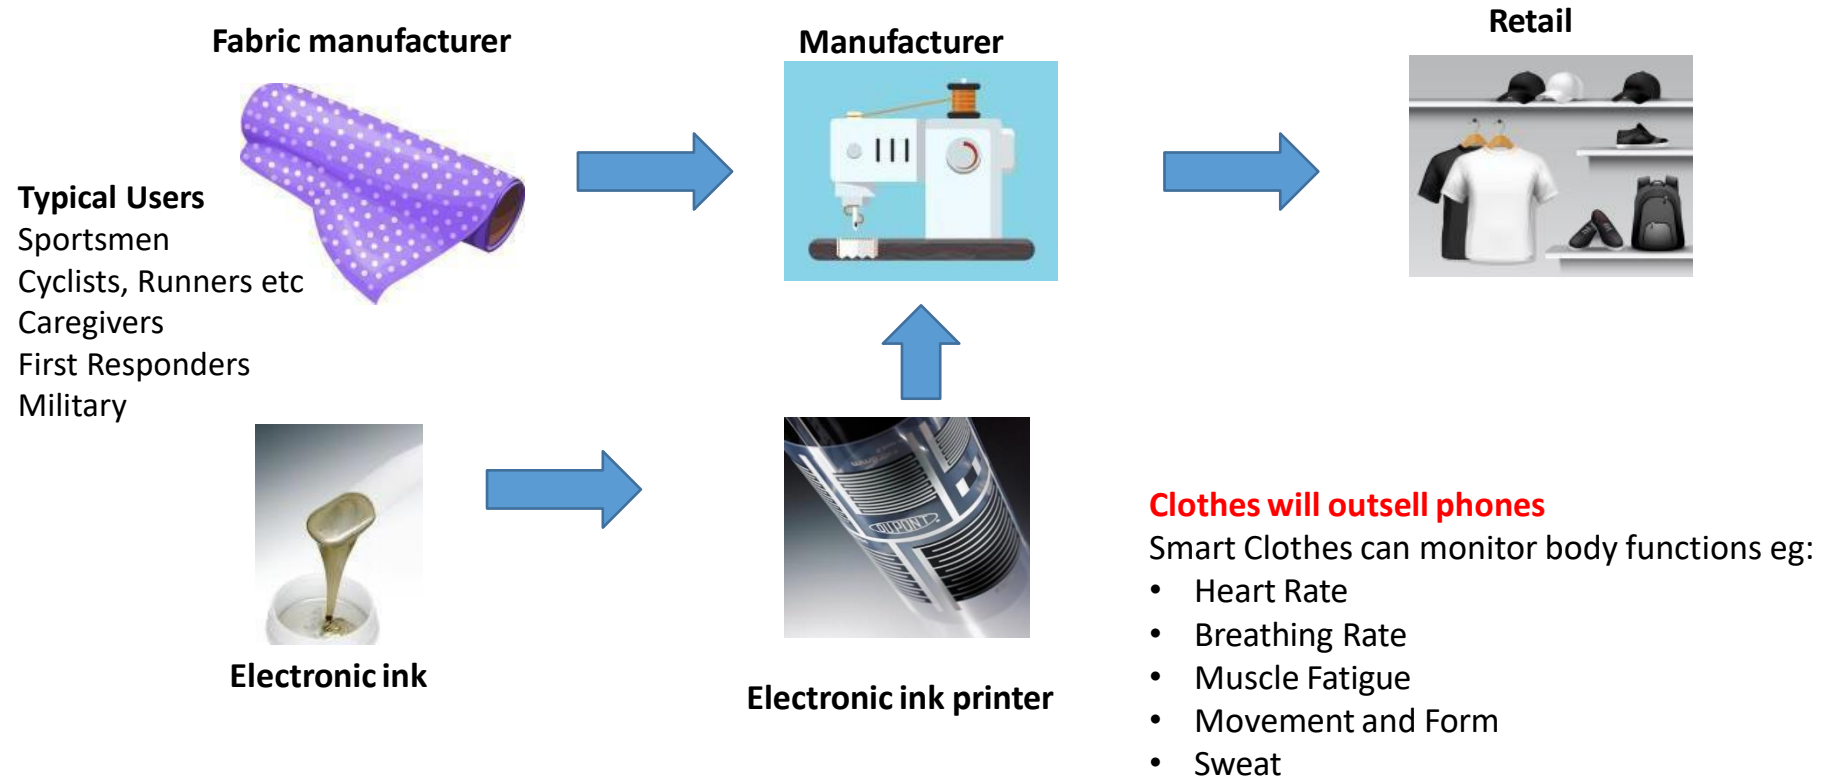 Fabric manufacturer
Manufacturer
Retail
Typical Users
Sportsmen
Cyclists, Runners etc
Caregivers
First Responders
Military
DUPONT
Electronic ink
Electronic ink printer
Clothes will outsell phones
Smart Clothes can monitor body functions eg:
• Heart Rate
• Breathing Rate
• Muscle Fatigue
• Movement and Form
• Sweat